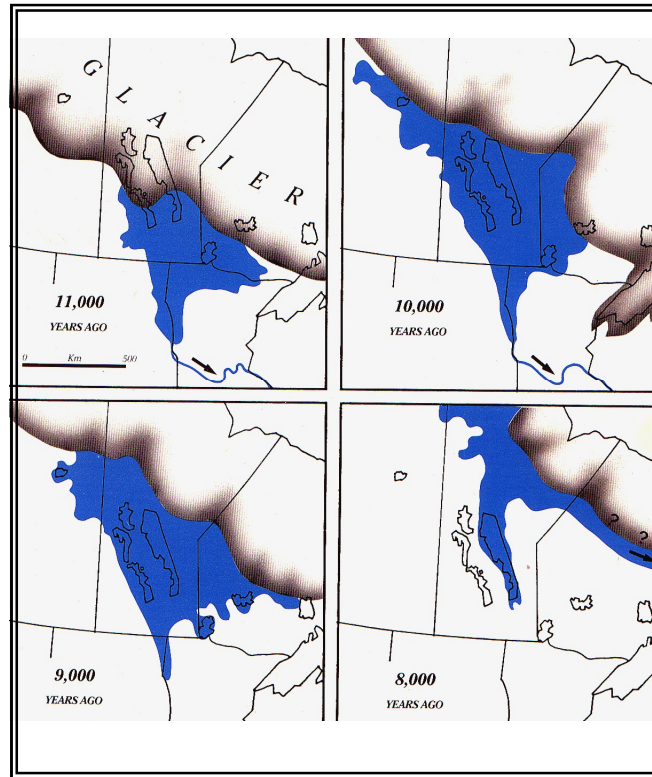 GLACIER
11,000
YEARS AGO
0 Km 500
10,000
YEARS AGO
9,000
YEARS AGO
? ?
8,000
YEARS AGO